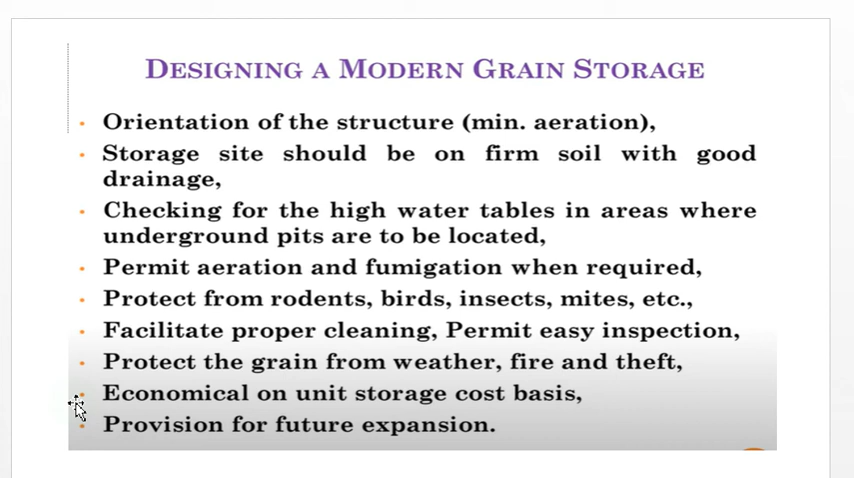 DESIGNING A MODERN GRAIN STORAGE
• Orientation of the structure (min. aeration),
• Storage site should be on firm soil with good
drainage,
• Checking for the high water tables in areas where
underground pits are to be located,
• Permit aeration and fumigation when required,
• Protect from rodents, birds, insects, mites, etc.,
• Facilitate proper cleaning, Permit easy inspection,
• Protect the grain from weather, fire and theft,
• Economical on unit storage cost basis,
• Provision for future expansion.